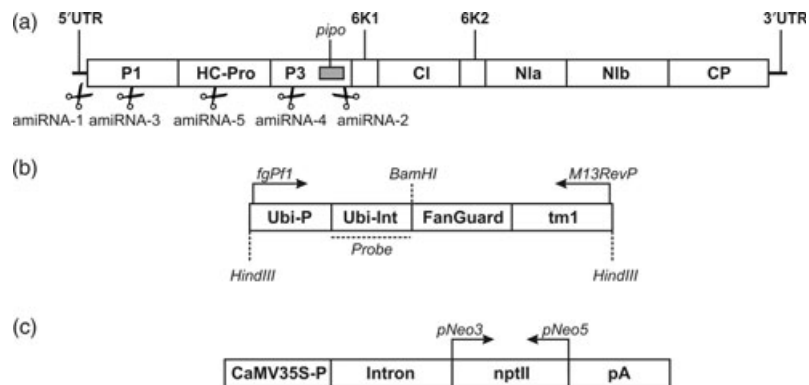 (a)
5′UTR 6K1 6K2 3′UTR
pipo
P1 HC-Pro P3 CI NIa NIb CP
amiRNA-1 amiRNA-3 amiRNA-5 amiRNA-4 amiRNA-2
(b)
fgPf1 BamHI M13RevP
Ubi-P Ubi-Int FanGuard tm1
Probe
HindIII HindIII
(c)
pNeo3 pNeo5
CaMV35S-P Intron nptII pA